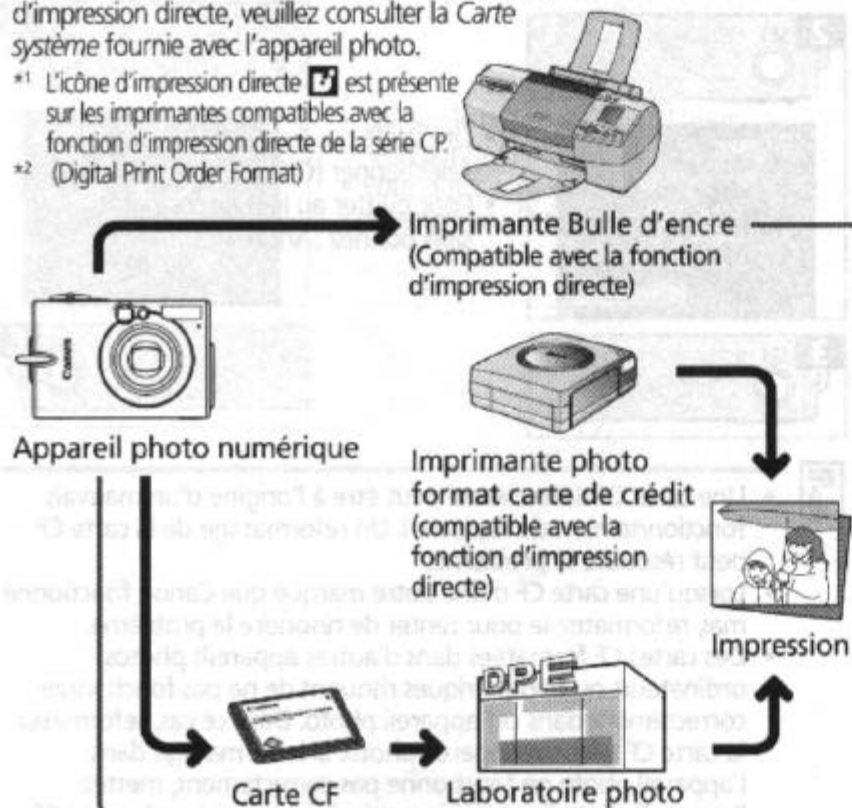 d'impression directe, veuillez consulter la Carte
système fournie avec l'appareil photo.
*1 L'icône d'impression directe est présente
sur les imprimantes compatibles avec la
fonction d'impression directe de la série CP.
*2 (Digital Print Order Format)
Imprimante Bulle d'encre
(Compatible avec la fonction
d'impression directe)
Canon
Appareil photo numérique
Imprimante photo
format carte de crédit
(compatible avec la
fonction d'impression
directe)
Impression
DPE
Carte CF
Laboratoire photo